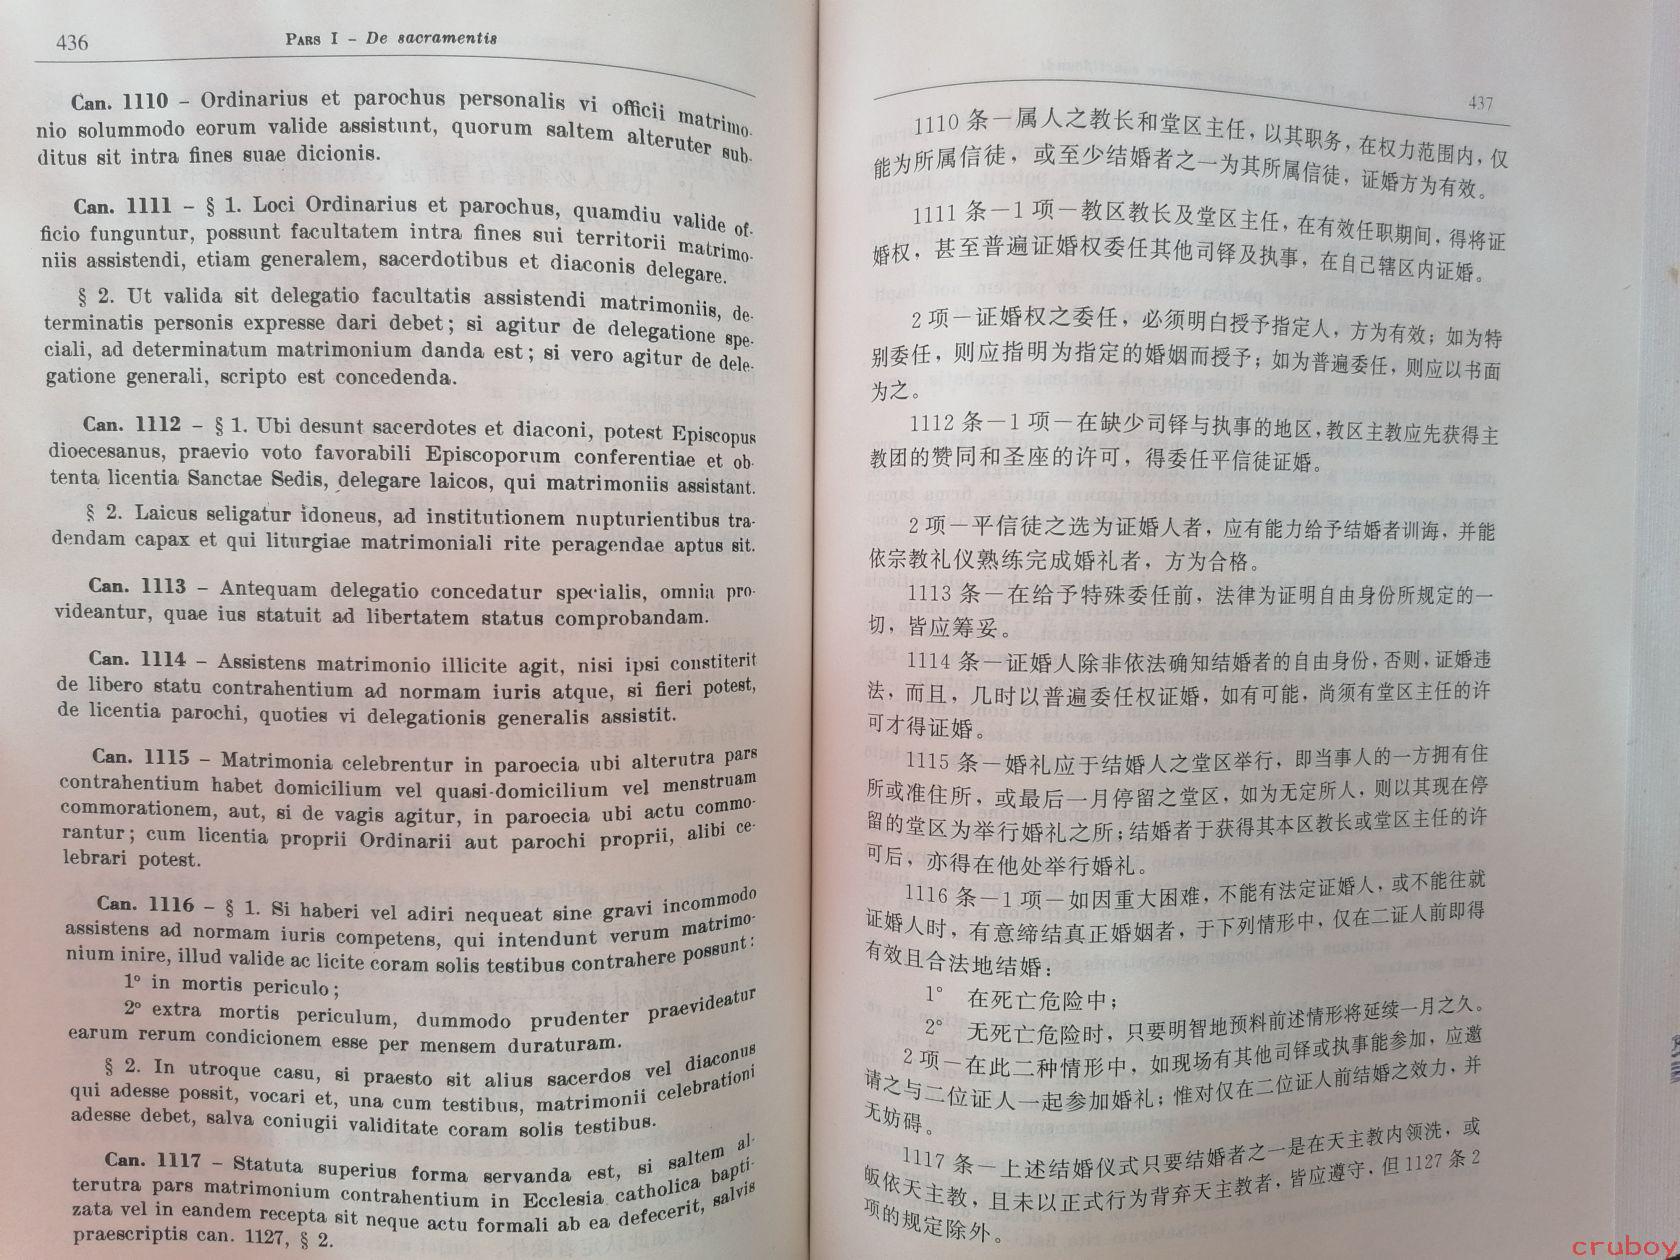 436
PARS I – De sacramentis
Can. 1110 – Ordinarius et parochus personalis vi officii matrimo-
nio solummodo eorum valide assistunt, quorum saltem alteruter sub-
ditus sit intra fines suae dicionis.
Can. 1111 – § 1. Loci Ordinarius et parochus, quamdiu valide of-
ficio funguntur, possunt facultatem intra fines sui territorii matrimo-
niis assistendi, etiam generalem, sacerdotibus et diaconis delegare.
§ 2. Ut valida sit delegatio facultatis assistendi matrimoniis, de-
terminatis personis expresse dari debet; si agitur de delegatione spe-
ciali, ad determinatum matrimonium danda est; si vero agitur de dele-
gatione generali, scripto est concedenda.
Can. 1112 – § 1. Ubi desunt sacerdotes et diaconi, potest Episcopus
dioecesanus, praevio voto favorabili Episcoporum conferentiae et ob-
tenta licentia Sanctae Sedis, delegare laicos, qui matrimoniis assistant.
§ 2. Laicus seligatur idoneus, ad institutionem nupturientibus tra-
dendam capax et qui liturgiae matrimoniali rite peragendae aptus sit.
Can. 1113 – Antequam delegatio concedatur specialis, omnia pro-
videantur, quae ius statuit ad libertatem status comprobandam.
Can. 1114 – Assistens matrimonio illicite agit, nisi ipsi constiterit
de libero statu contrahentium ad normam iuris atque, si fieri potest,
de licentia parochi, quoties vi delegationis generalis assistit.
Can. 1115 – Matrimonia celebrentur in paroecia ubi alterutra pars
contrahentium habet domicilium vel quasi-domicilium vel menstruam
commorationem, aut, si de vagis agitur, in paroecia ubi actu commo-
rantur; cum licentia proprii Ordinarii aut parochi proprii, alibi ce-
lebrari potest.
Can. 1116 – § 1. Si haberi vel adiri nequeat sine gravi incommodo
assistens ad normam iuris competens, qui intendunt verum matrimo-
nium inire, illud valide ac licite coram solis testibus contrahere possunt:
1° in mortis periculo;
2° extra mortis periculum, dummodo prudenter praevideatur
earum rerum condicionem esse per mensem duraturam.
§ 2. In utroque casu, si praesto sit alius sacerdos vel diaconus
qui adesse possit, vocari et, una cum testibus, matrimonii celebrationi
adesse debet, salva coniugii validitate coram solis testibus.
Can. 1117 – Statuta superius forma servanda est, si saltem al-
terutra pars matrimonium contrahentium in Ecclesia catholica bapti-
zata vel in eandem recepta sit neque actu formali ab ea defecerit, salvis
praescriptis can. 1127, § 2.
437
1110 条－属人之教长和堂区主任，以其职务，在权力范围内，仅
能为所属信徒，或至少结婚者之一为其所属信徒，证婚方为有效。
1111 条－1 项－教区教长及堂区主任，在有效任职期间，得将证
婚权，甚至普遍证婚权委任其他司铎及执事，在自己辖区内证婚。
2 项－证婚权之委任，必须明白授予指定人，方为有效；如为特
别委任，则应指明为指定的婚姻而授予；如为普遍委任，则应以书面
为之。
1112 条－1 项－在缺少司铎与执事的地区，教区主教应先获得主
教团的赞同和圣座的许可，得委任平信徒证婚。
2 项－平信徒之选为证婚人者，应有能力给予结婚者训诲，并能
依宗教礼仪熟练完成婚礼者，方为合格。
1113 条－在给予特殊委任前，法律为证明自由身份所规定的一
切，皆应筹妥。
1114 条－证婚人除非依法确知结婚者的自由身份，否则，证婚违
法，而且，几时以普遍委任权证婚，如有可能，尚须有堂区主任的许
可才得证婚。
1115 条－婚礼应于结婚人之堂区举行，即当事人的一方拥有住
所或准住所，或最后一月停留之堂区，如为无定所人，则以其现在停
留的堂区为举行婚礼之所；结婚者于获得其本区教长或堂区主任的许
可后，亦得在他处举行婚礼。
1116 条－1 项－如因重大困难，不能有法定证婚人，或不能往就
证婚人时，有意缔结真正婚姻者，于下列情形中，仅在二证人前即得
有效且合法地结婚：
1° 在死亡危险中；
2° 无死亡危险时，只要明智地预料前述情形将延续一月之久。
2 项－在此二种情形中，如现场有其他司铎或执事能参加，应邀
请之与二位证人一起参加婚礼；惟对仅在二位证人前结婚之效力，并
无妨碍。
1117 条－上述结婚仪式只要结婚者之一是在天主教内领洗，或
皈依天主教，且未以正式行为背弃天主教者，皆应遵守，但1127 条 2
项的规定除外。
cruboy